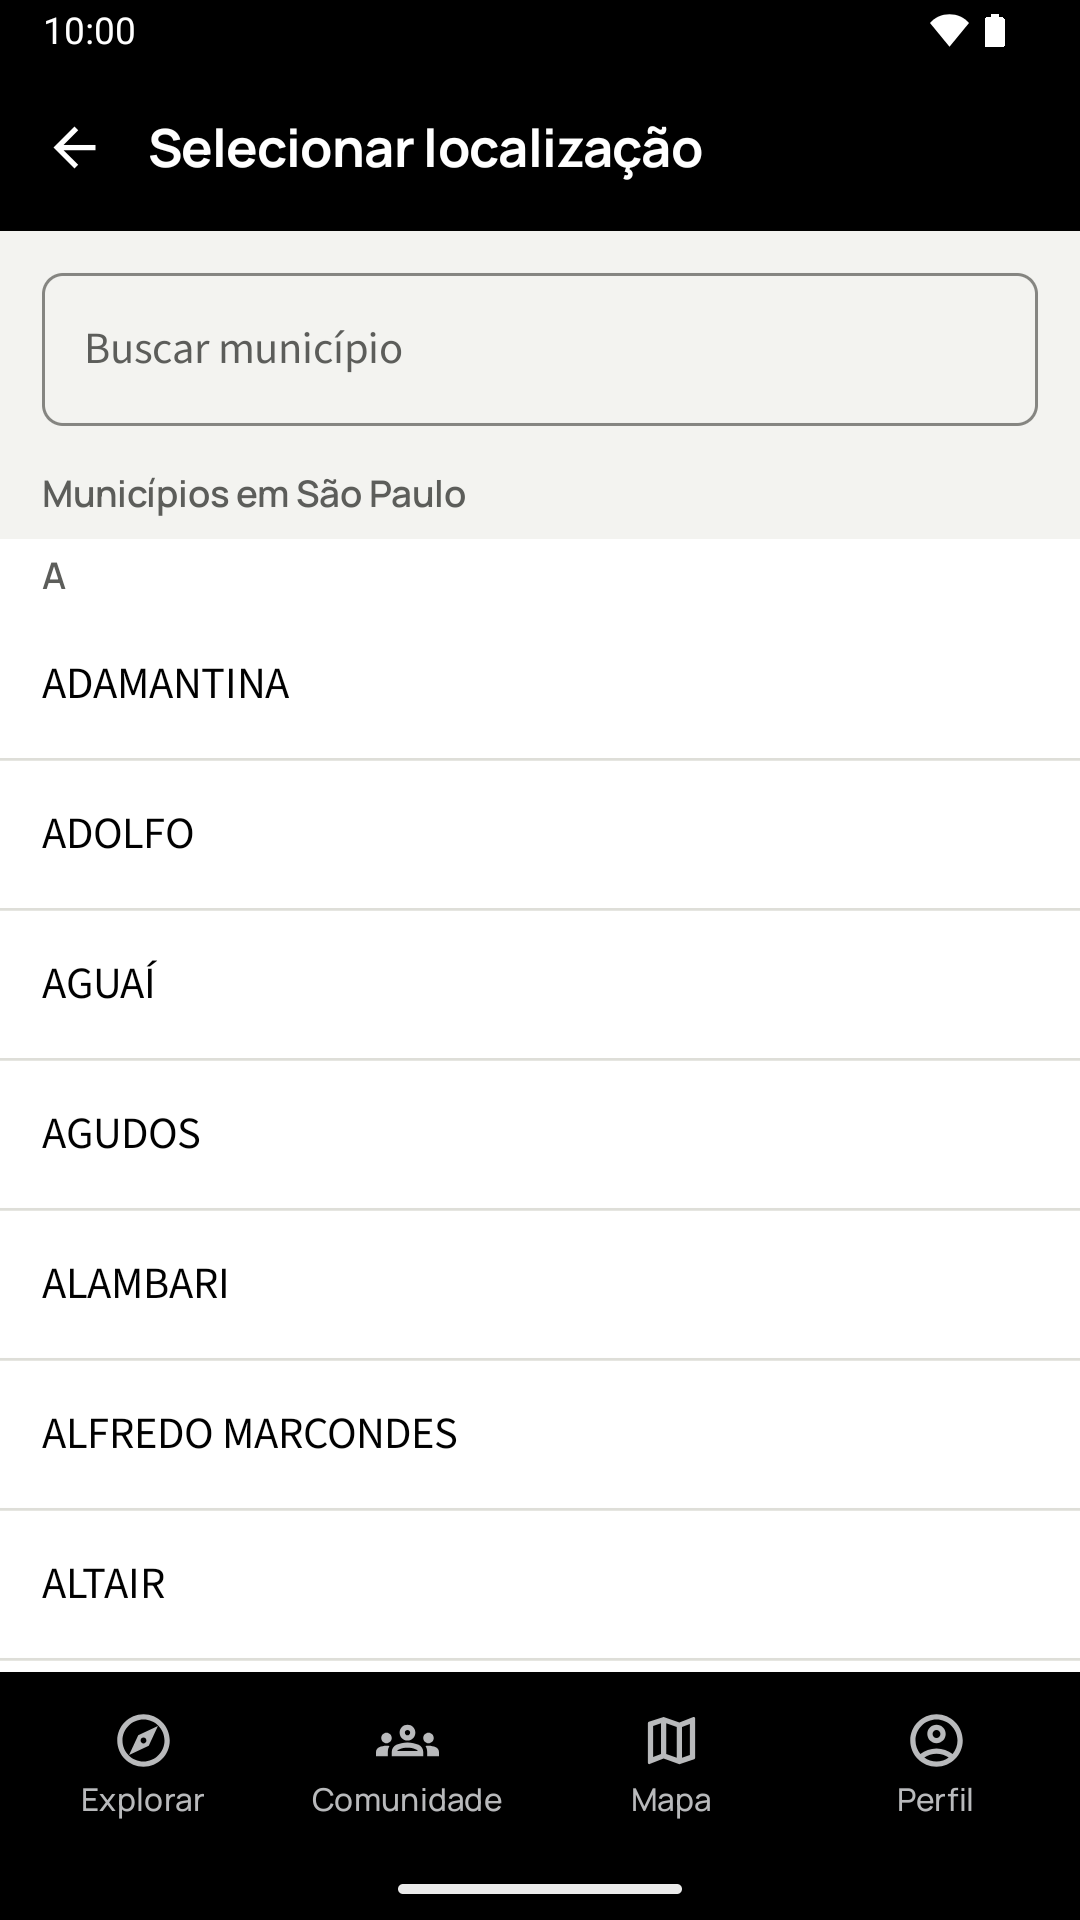 10:00
Selecionar localização
Buscar município
Municípios em São Paulo
A
ADAMANTINA
ADOLFO
AGUAÍ
AGUDOS
ALAMBARI
ALFREDO MARCONDES
ALTAIR
Explorar
Comunidade
Mapa
Perfil